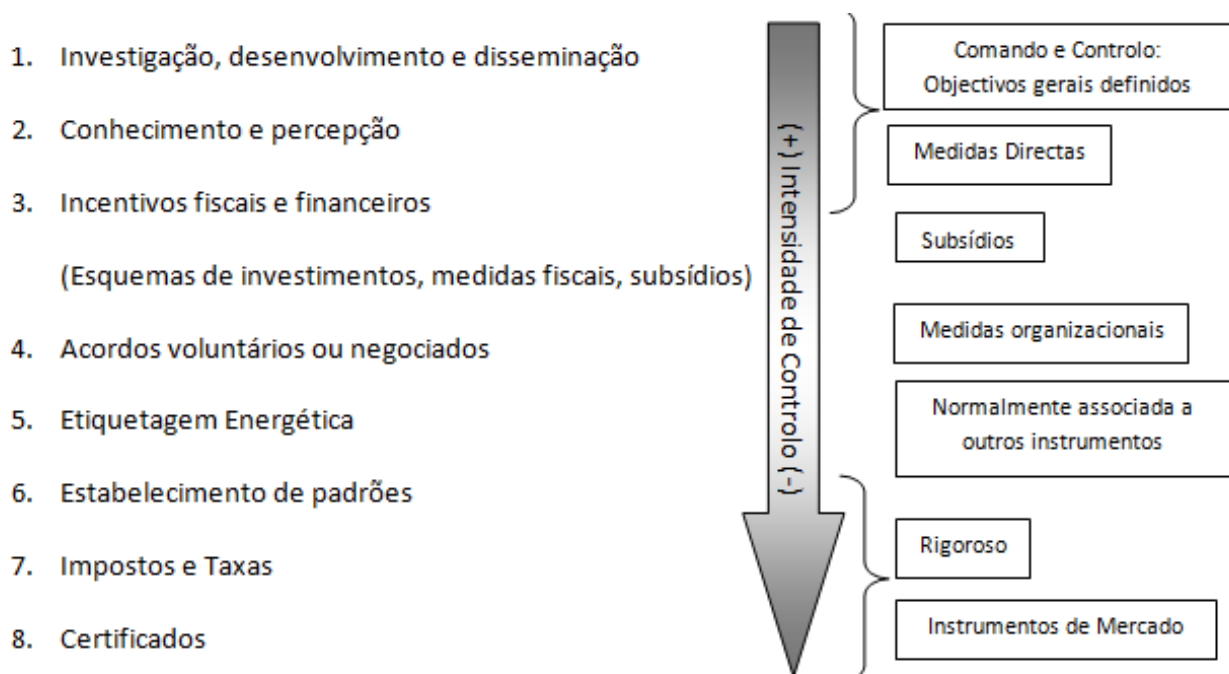 1. Investigação, desenvolvimento e disseminação
2. Conhecimento e percepção
3. Incentivos fiscais e financeiros
(Esquemas de investimentos, medidas fiscais, subsídios)
4. Acordos voluntários ou negociados
5. Etiquetagem Energética
6. Estabelecimento de padrões
7. Impostos e Taxas
8. Certificados
(+) Intensidade de Controlo (-)
Comando e Controlo:
Objectivos gerais definidos
Medidas Directas
Subsídios
Medidas organizacionais
Normalmente associada a
outros instrumentos
Rigoroso
Instrumentos de Mercado